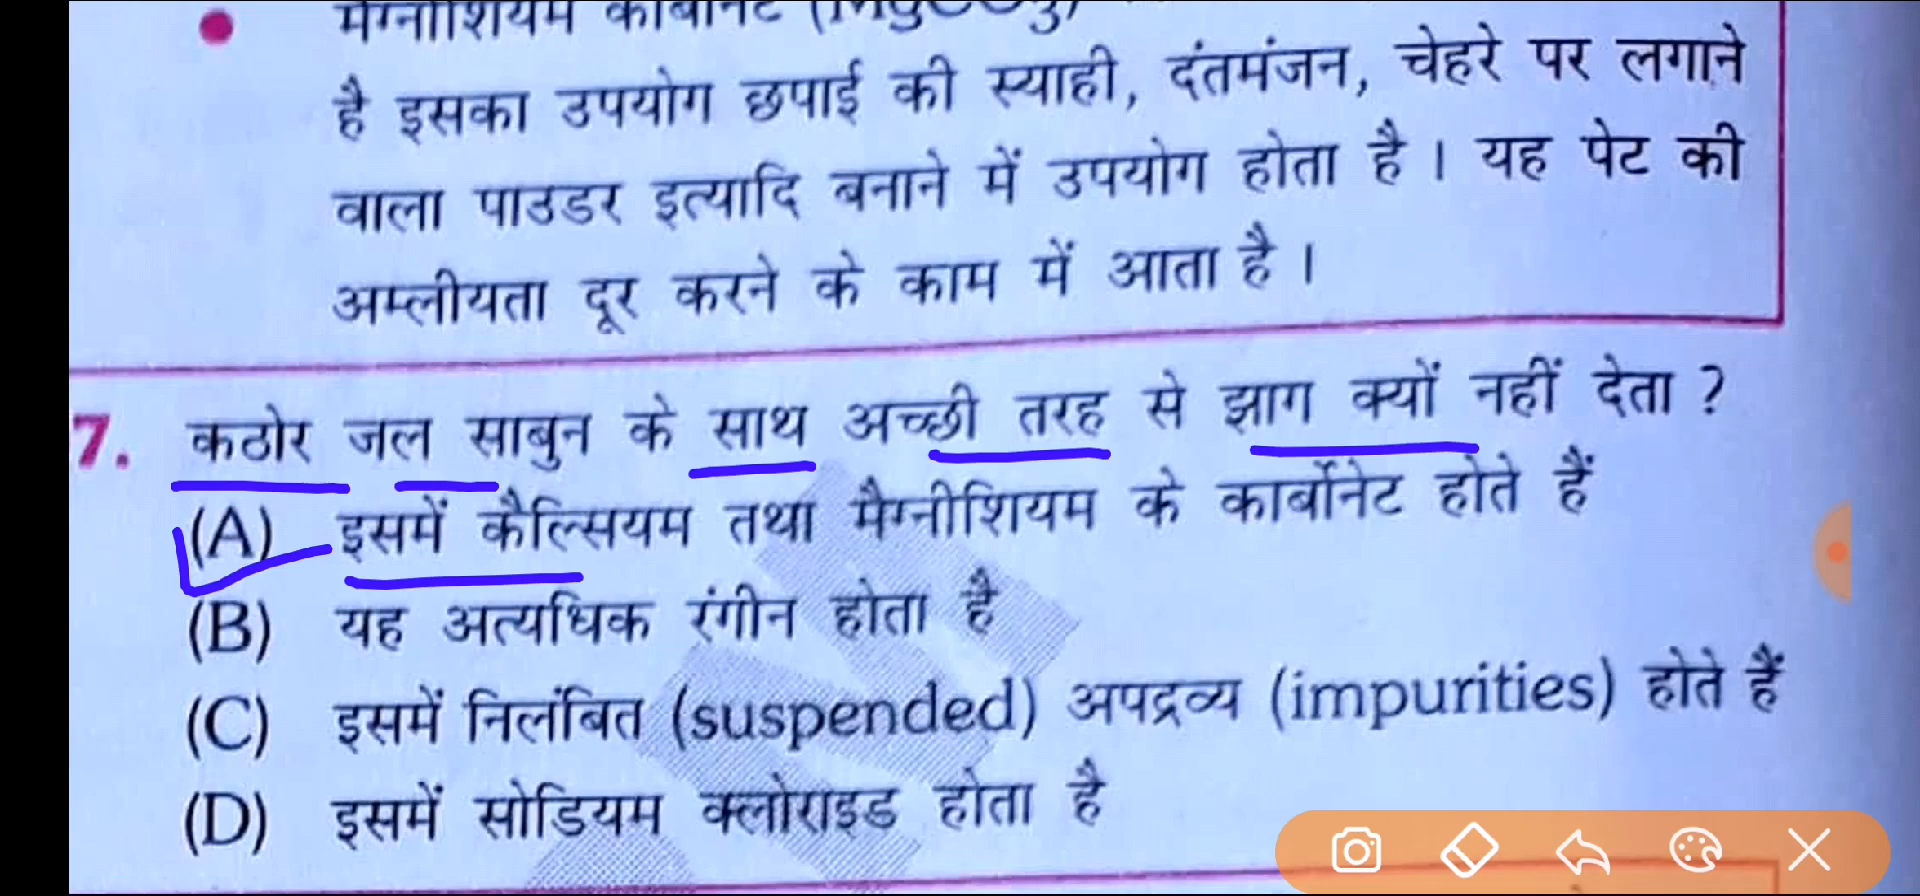 मैग्नीशियम कार्बोनेट (MgCO3)
है इसका उपयोग छपाई की स्याही, दंतमंजन, चेहरे पर लगाने
वाला पाउडर इत्यादि बनाने में उपयोग होता है । यह पेट की
अम्लीयता दूर करने के काम में आता है ।
7. कठोर जल साबुन के साथ अच्छी तरह से झाग क्यों नहीं देता ?
(A) इसमें कैल्सियम तथा मैग्नीशियम के कार्बोनेट होते हैं
(B) यह अत्यधिक रंगीन होता है
(C) इसमें निलंबित (suspended) अपद्रव्य (impurities) होते हैं
(D) इसमें सोडियम क्लोराइड होता है